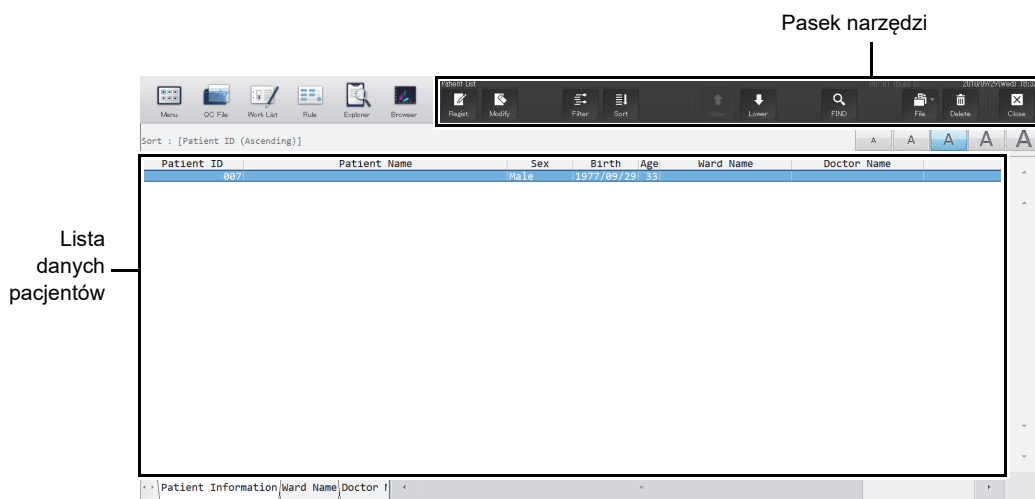 Pasek narzędzi
Patient List
Menu QC File Work List Rule Explorer Browser Regist. Modify Filter Sort Upper Lower FIND File Delete Close
Sort : [Patient ID (Ascending)]
A A A A A
Patient ID Patient Name Sex Birth Age Ward Name Doctor Name
007 Male 1977/09/29 33
Lista
danych
pacjentów
Patient Information Ward Name Doctor